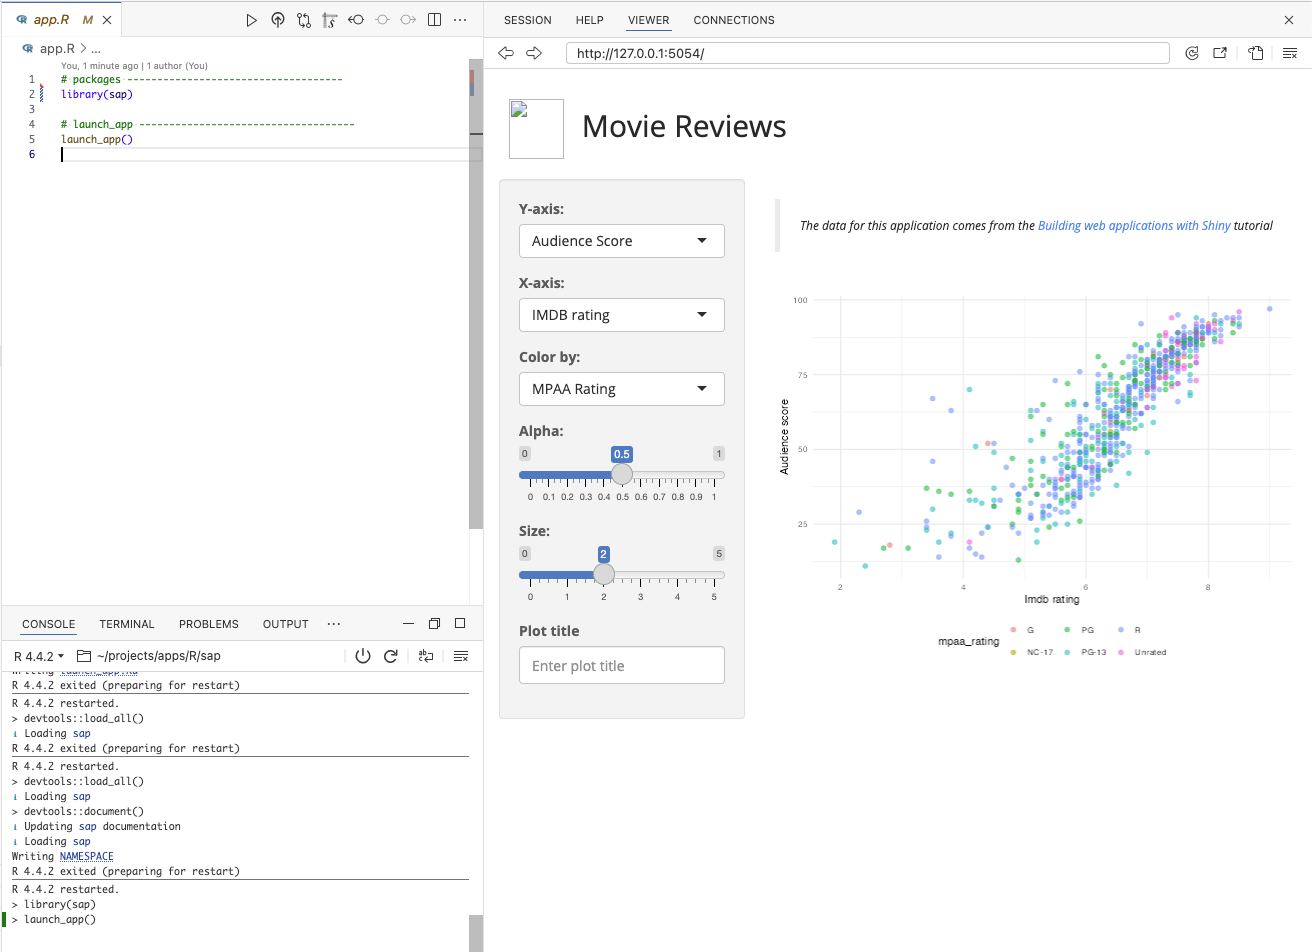 app.R M
app.R > ...
You, 1 minute ago | 1 author (You)
1 # packages ------------------------------------
2 library(sap)
3
4 # launch_app ------------------------------------
5 launch_app()
6
CONSOLE TERMINAL PROBLEMS OUTPUT ...
R 4.4.2 ~/projects/apps/R/sap
Writing launch_app.Rd
R 4.4.2 exited (preparing for restart)
R 4.4.2 restarted.
> devtools::load_all()
ℹ Loading sap
R 4.4.2 exited (preparing for restart)
R 4.4.2 restarted.
> devtools::load_all()
ℹ Loading sap
> devtools::document()
ℹ Updating sap documentation
ℹ Loading sap
Writing NAMESPACE
R 4.4.2 exited (preparing for restart)
R 4.4.2 restarted.
> library(sap)
> launch_app()
SESSION HELP VIEWER CONNECTIONS
http://127.0.0.1:5054/
Movie Reviews
Y-axis:
Audience Score
X-axis:
IMDB rating
Color by:
MPAA Rating
Alpha:
0 0.5 1
0 0.1 0.2 0.3 0.4 0.5 0.6 0.7 0.8 0.9 1
Size:
0 2 5
0 1 2 3 4 5
Plot title
Enter plot title
The data for this application comes from the Building web applications with Shiny tutorial
100
75
50
25
Audience score
2 4 6 8
Imdb rating
mpaa_rating
G PG R
NC-17 PG-13 Unrated